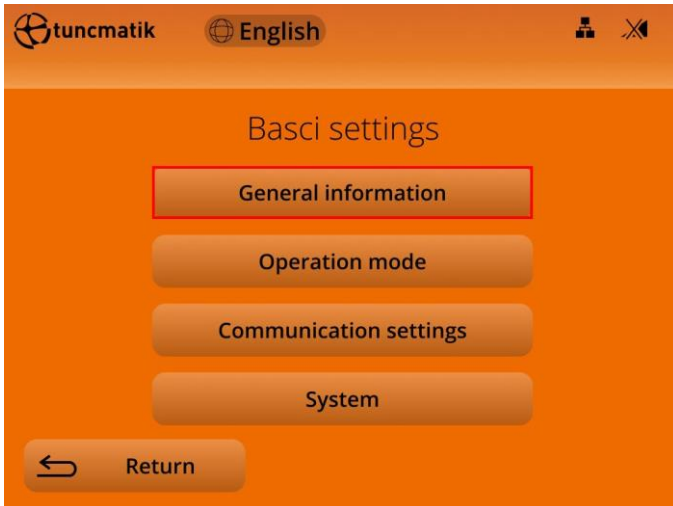 tuncmatik
English
Basci settings
General information
Operation mode
Communication settings
System
Return